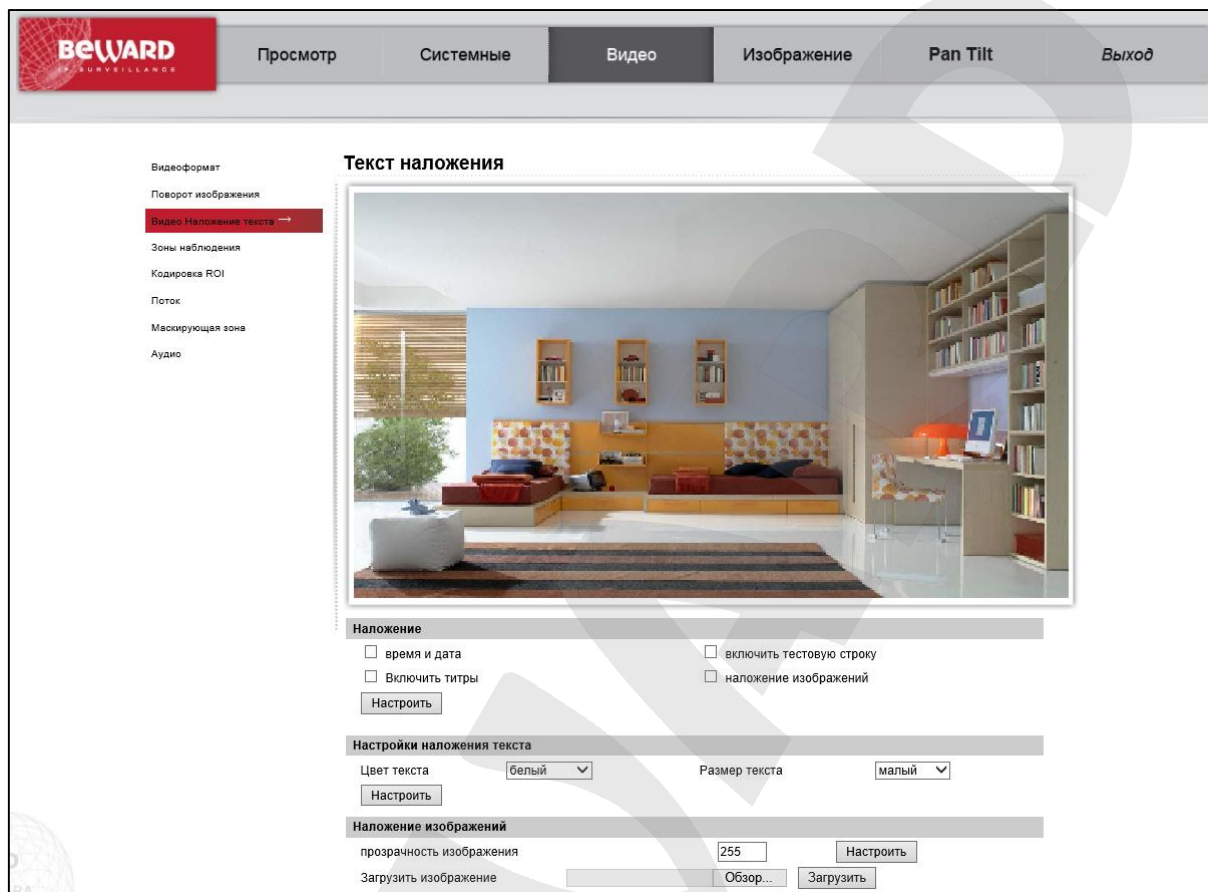 BEWARD
IP SURVEILLANCE
Просмотр Системные Видео Изображение Pan Tilt Выход
Текст наложения
Видеоформат
Поворот изображения
Видео Наложение текста →
Зоны наблюдения
Кодировка ROI
Поток
Маскирующая зона
Аудио
Наложение
время и дата включить тестовую строку
Включить титры наложение изображений
Настроить
Настройки наложения текста
Цвет текста белый Размер текста малый
Настроить
Наложение изображений
прозрачность изображения 255 Настроить
Загрузить изображение Обзор... Загрузить